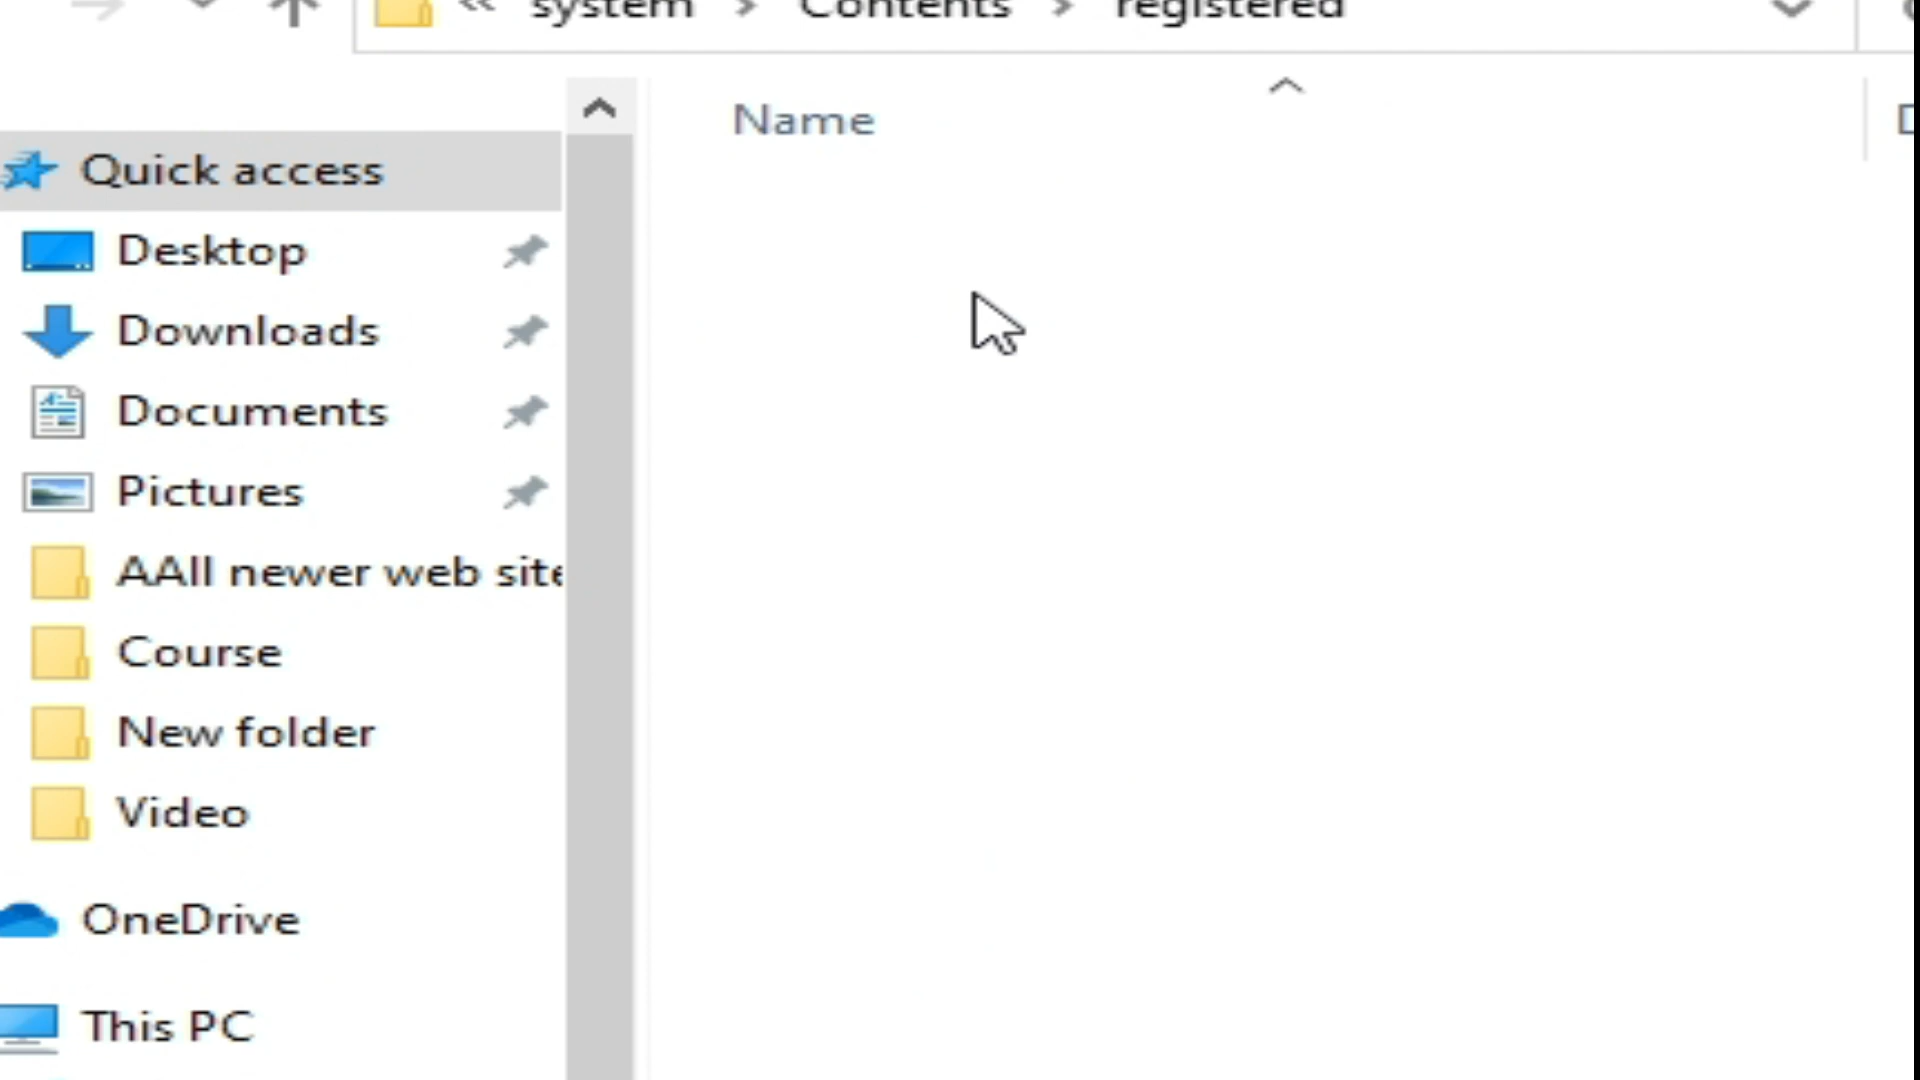 system > Contents > registered
Name
Quick access
Desktop
Downloads
Documents
Pictures
AAll newer web site
Course
New folder
Video
OneDrive
This PC